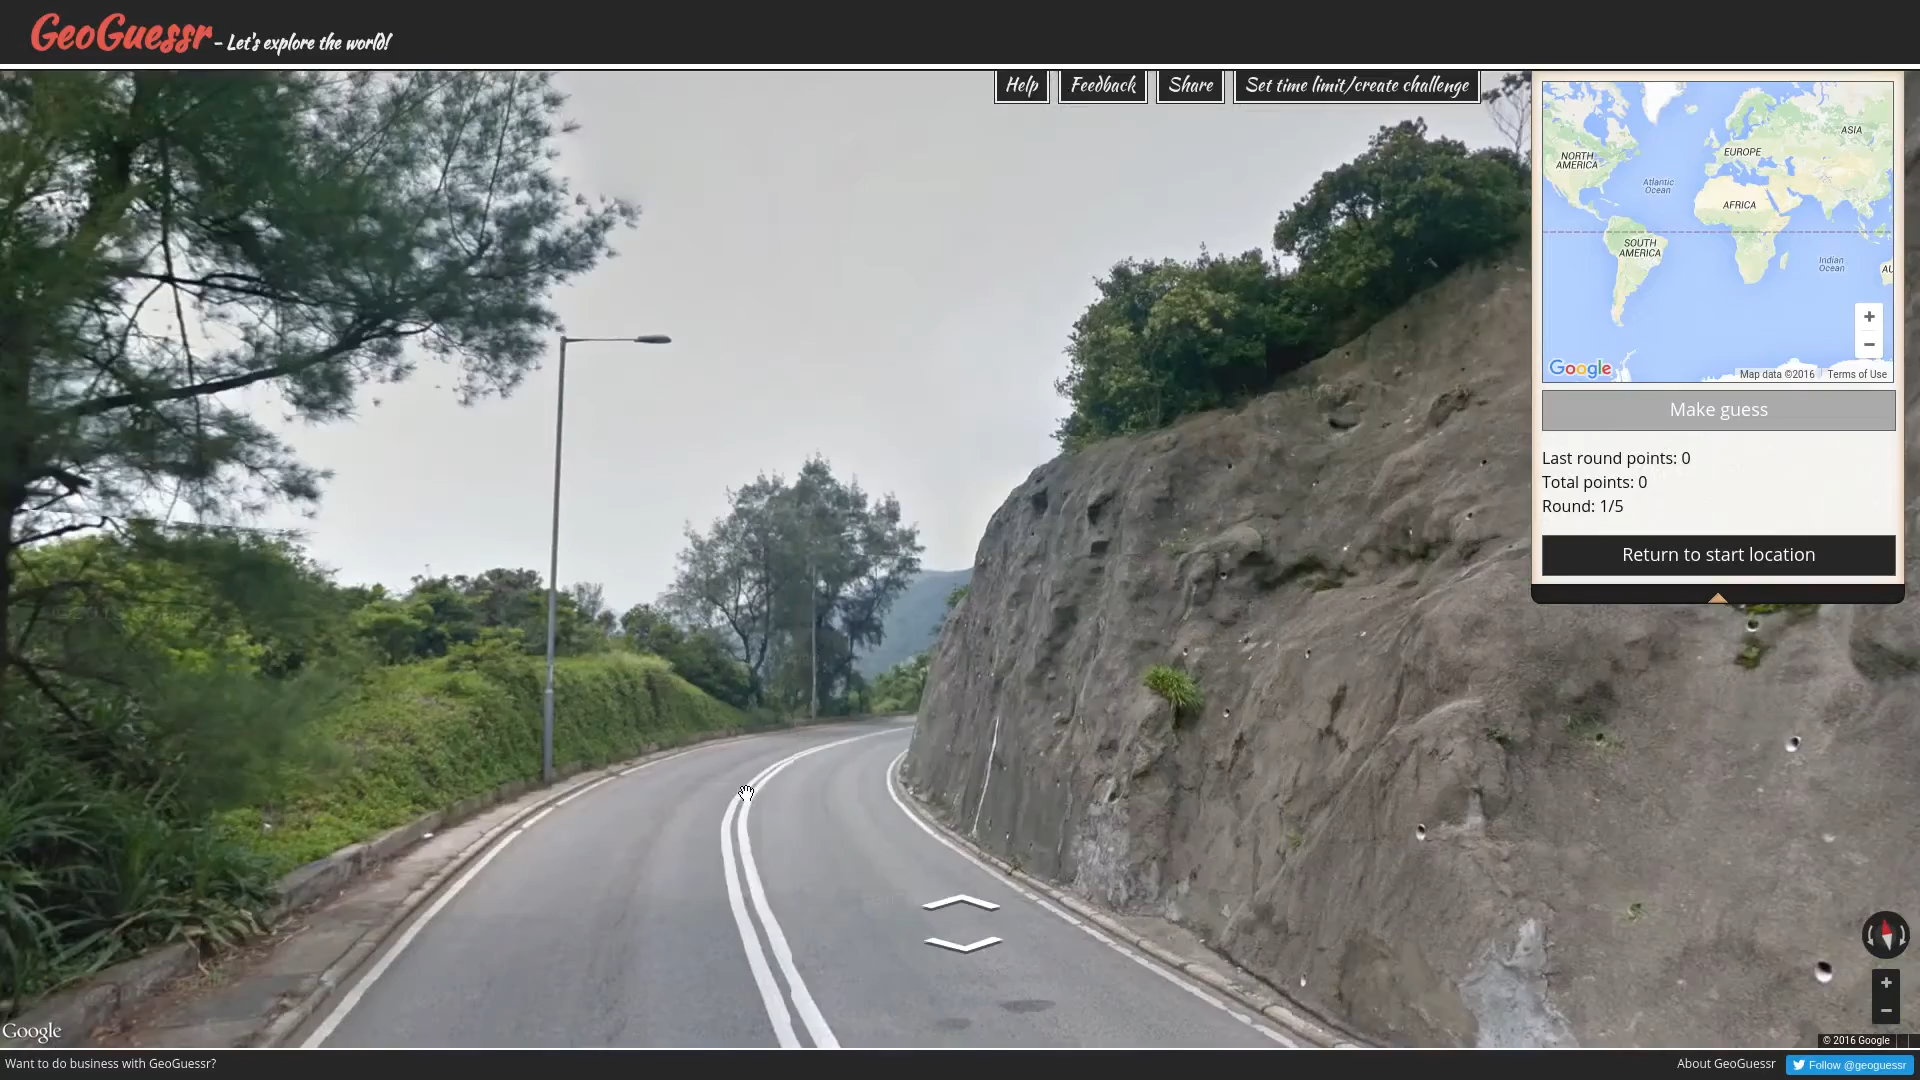 GeoGuessr - Let's explore the world!
Help
Feedback
Share
Set time limit/create challenge
NORTH
AMERICA
Atlantic
Ocean
EUROPE
ASIA
AFRICA
SOUTH
AMERICA
Indian
Ocean
AU
+
−
Google
Map data ©2016
Terms of Use
Make guess
Last round points: 0
Total points: 0
Round: 1/5
Return to start location
+
−
Google
© 2016 Google
Want to do business with GeoGuessr?
About GeoGuessr
Follow @geoguessr